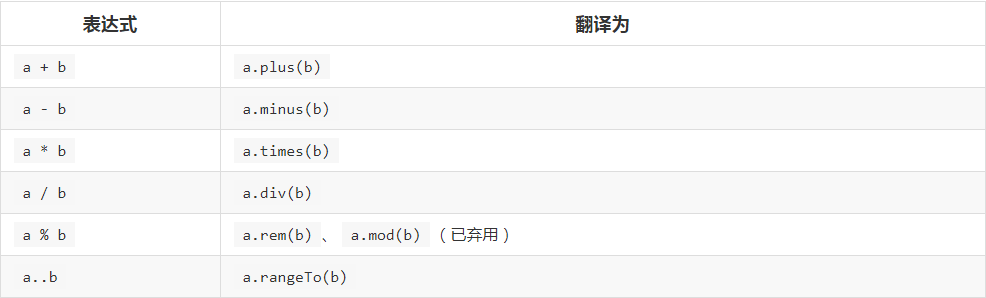 表达式 翻译为
a + b a.plus(b)
a - b a.minus(b)
a * b a.times(b)
a / b a.div(b)
a % b a.rem(b) 、 a.mod(b) （已弃用）
a..b a.rangeTo(b)